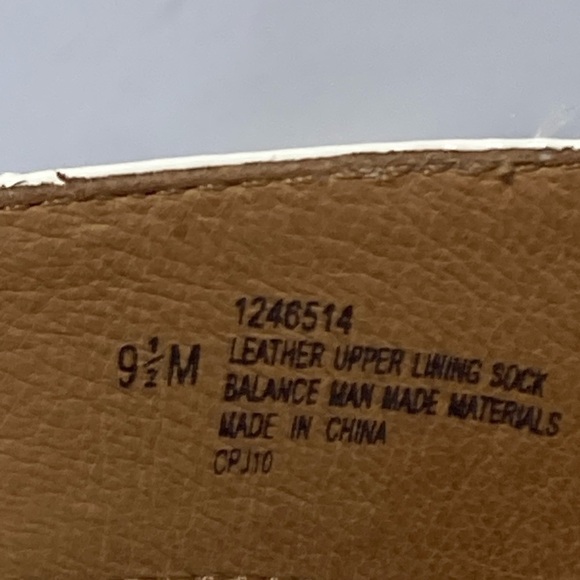 1246514
9½M
LEATHER UPPER LINING SOCK
BALANCE MAN MADE MATERIALS
MADE IN CHINA
CPJ10